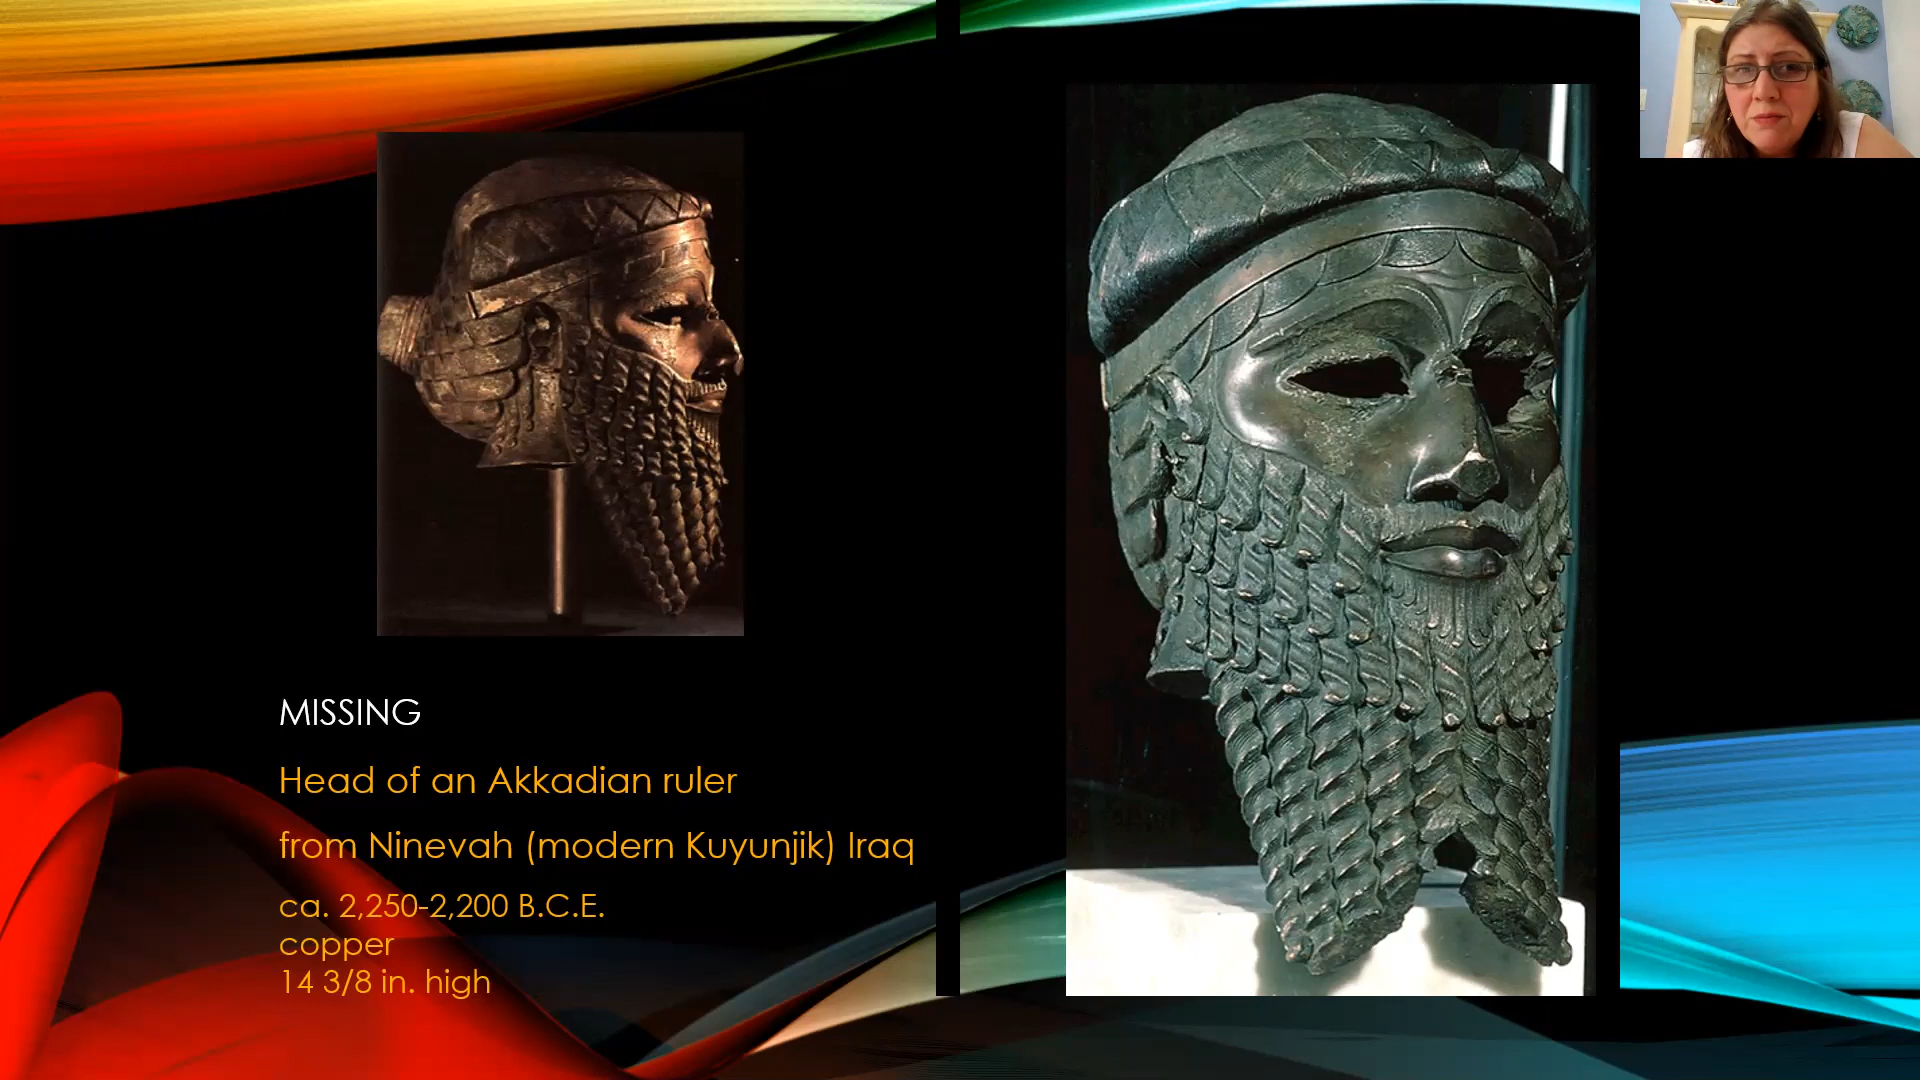 MISSING
Head of an Akkadian ruler
from Ninevah (modern Kuyunjik) Iraq
ca. 2,250-2,200 B.C.E.
copper
14 3/8 in. high